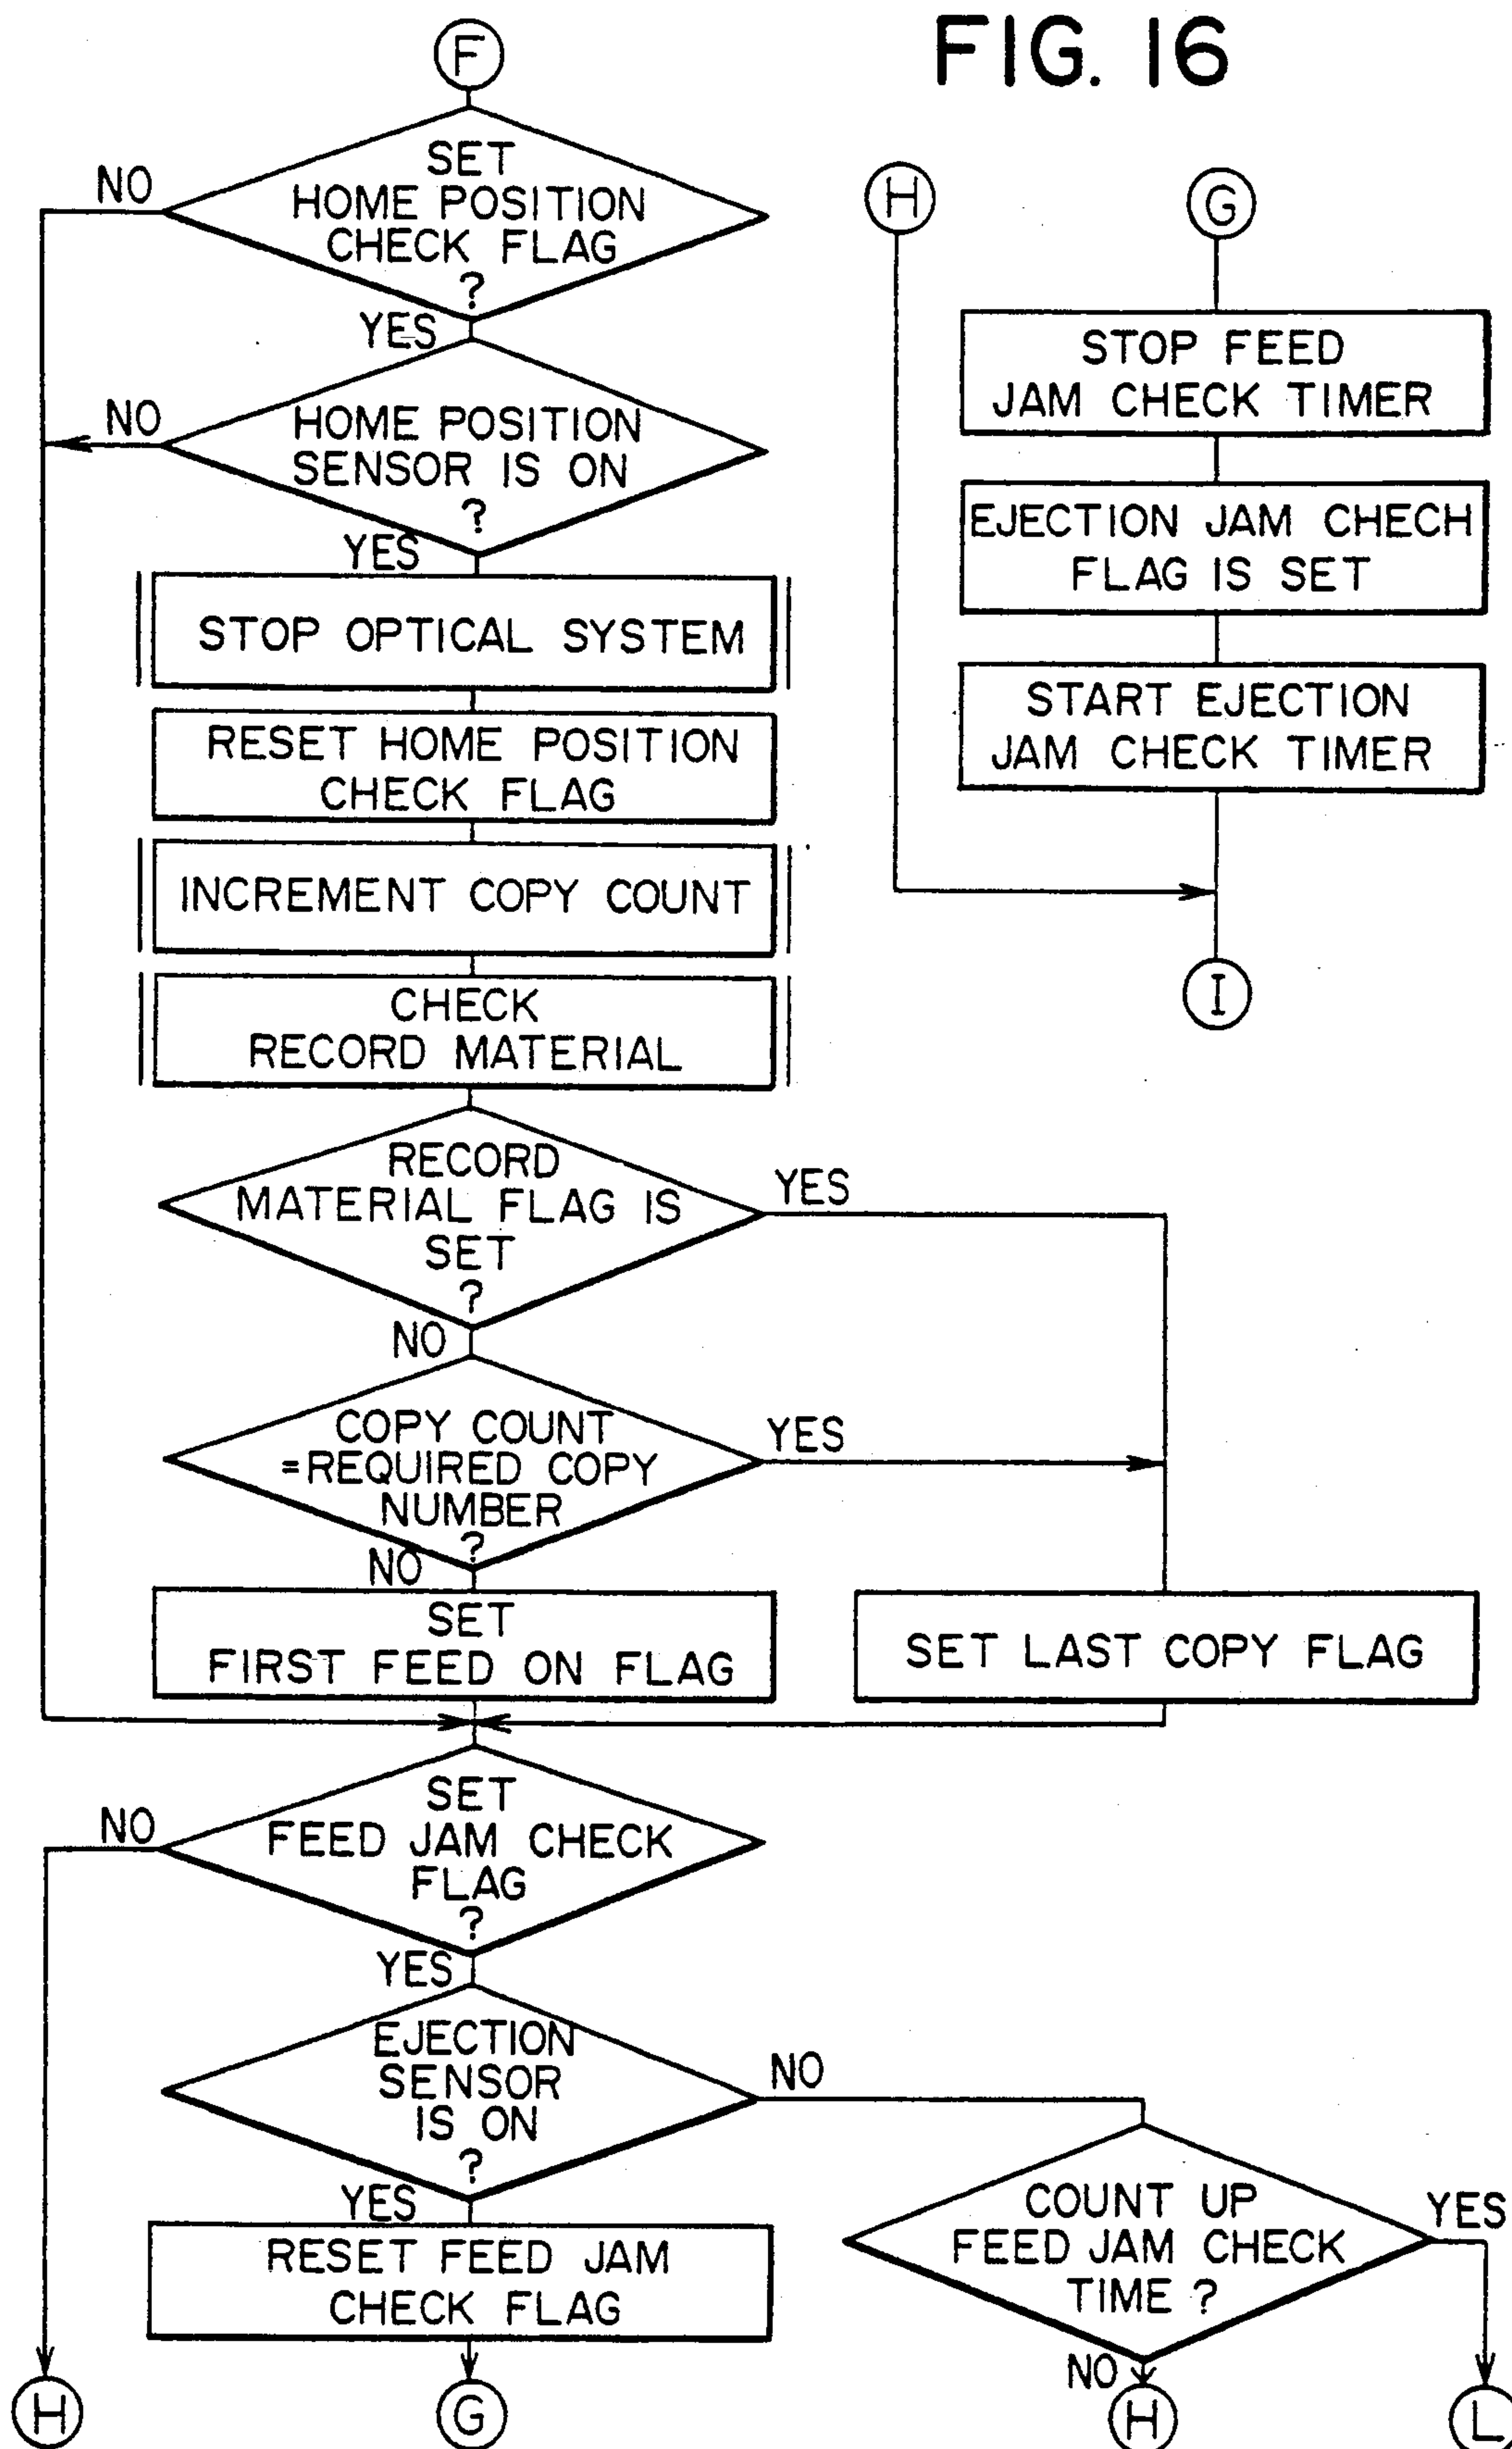 FIG. 16
F
SET
HOME POSITION
CHECK FLAG
?
NO
YES
HOME POSITION
SENSOR IS ON
?
NO
YES
STOP OPTICAL SYSTEM
RESET HOME POSITION
CHECK FLAG
INCREMENT COPY COUNT
CHECK
RECORD MATERIAL
RECORD
MATERIAL FLAG IS
SET
?
YES
NO
COPY COUNT
=REQUIRED COPY
NUMBER
?
YES
NO
SET
FIRST FEED ON FLAG
SET LAST COPY FLAG
SET
FEED JAM CHECK
FLAG
?
NO
YES
EJECTION
SENSOR
IS ON
?
NO
YES
RESET FEED JAM
CHECK FLAG
COUNT UP
FEED JAM CHECK
TIME ?
YES
NO
H
G
H
L
H
G
STOP FEED
JAM CHECK TIMER
EJECTION JAM CHECH
FLAG IS SET
START EJECTION
JAM CHECK TIMER
I